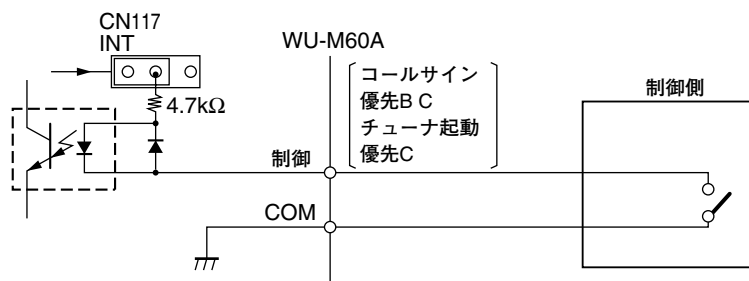 CN117
INT
4.7kΩ
WU-M60A
コールサイン
優先B C
チューナ起動
優先C
制御
COM
制御側